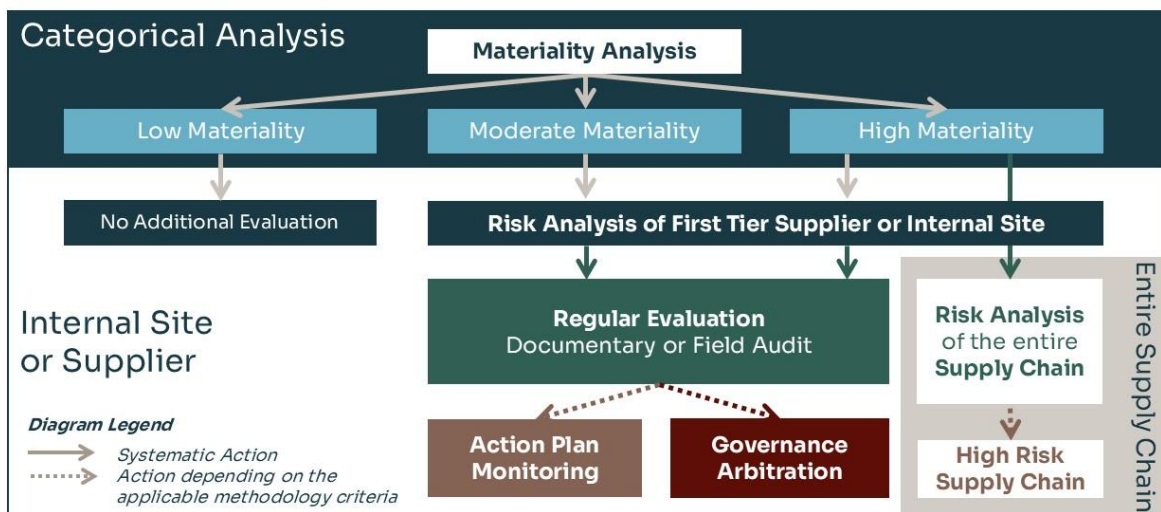 Categorical Analysis
Materiality Analysis
Low Materiality
Moderate Materiality
High Materiality
No Additional Evaluation
Risk Analysis of First Tier Supplier or Internal Site
Internal Site
or Supplier
Regular Evaluation
Documentary or Field Audit
Risk Analysis
of the entire
Supply Chain
Entire Supply Chain
Action Plan
Monitoring
Governance
Arbitration
High Risk
Supply Chain
Diagram Legend
Systematic Action
Action depending on the
applicable methodology criteria